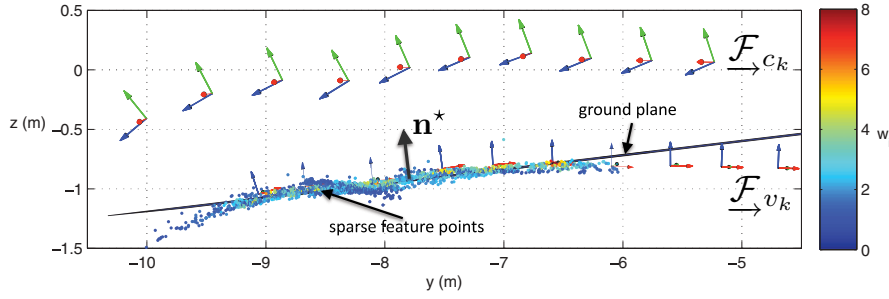 0.5
0
−0.5
−1
−1.5
z (m)
−10
−9
−8
−7
−6
−5
y (m)
n⋆
ground plane
sparse feature points
F c_k
F v_k
8
6
4
2
0